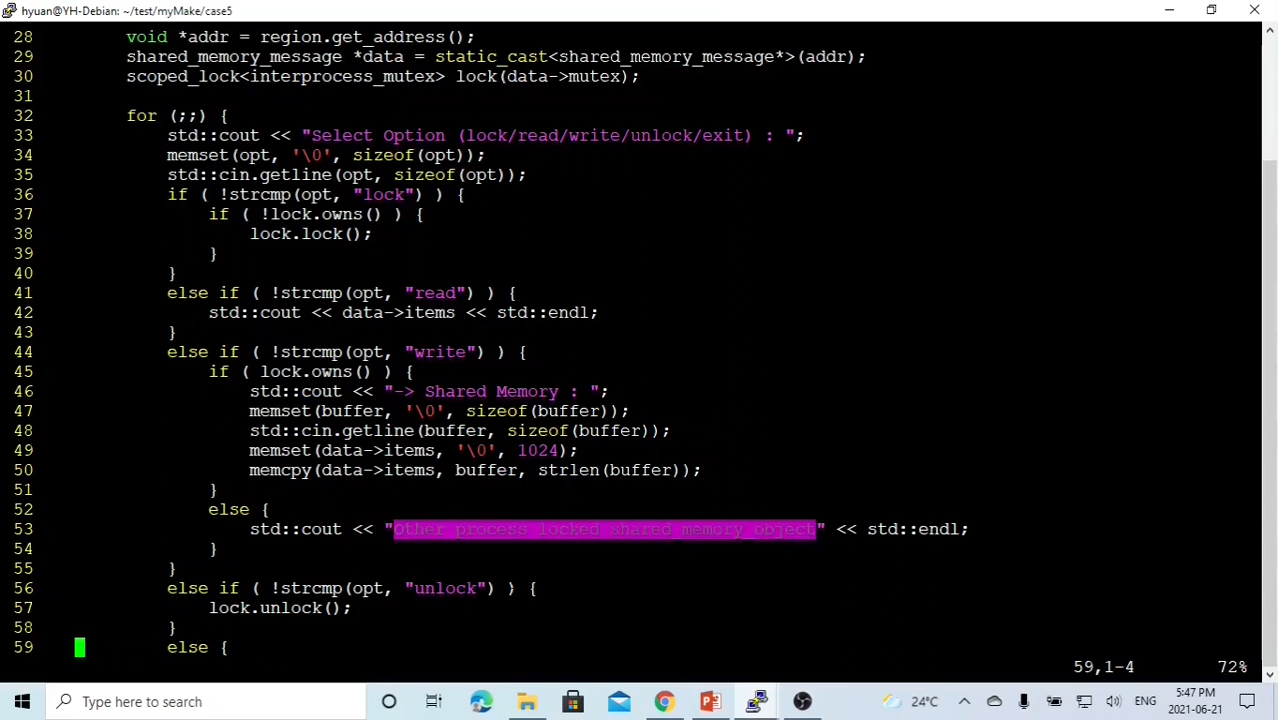 hyuan@YH-Debian: ~/test/myMake/case5
28 void *addr = region.get_address();
29 shared_memory_message *data = static_cast<shared_memory_message*>(addr);
30 scoped_lock<interprocess_mutex> lock(data->mutex);
31
32 for (;;) {
33 std::cout << "Select Option (lock/read/write/unlock/exit) : ";
34 memset(opt, '\0', sizeof(opt));
35 std::cin.getline(opt, sizeof(opt));
36 if ( !strcmp(opt, "lock") ) {
37 if ( !lock.owns() ) {
38 lock.lock();
39 }
40 }
41 else if ( !strcmp(opt, "read") ) {
42 std::cout << data->items << std::endl;
43 }
44 else if ( !strcmp(opt, "write") ) {
45 if ( lock.owns() ) {
46 std::cout << "-> Shared Memory : ";
47 memset(buffer, '\0', sizeof(buffer));
48 std::cin.getline(buffer, sizeof(buffer));
49 memset(data->items, '\0', 1024);
50 memcpy(data->items, buffer, strlen(buffer));
51 }
52 else {
53 std::cout << "Other process locked shared_memory_object" << std::endl;
54 }
55 }
56 else if ( !strcmp(opt, "unlock") ) {
57 lock.unlock();
58 }
59 else {
59,1-4 72%
Type here to search
24°C
ENG
5:47 PM
2021-06-21